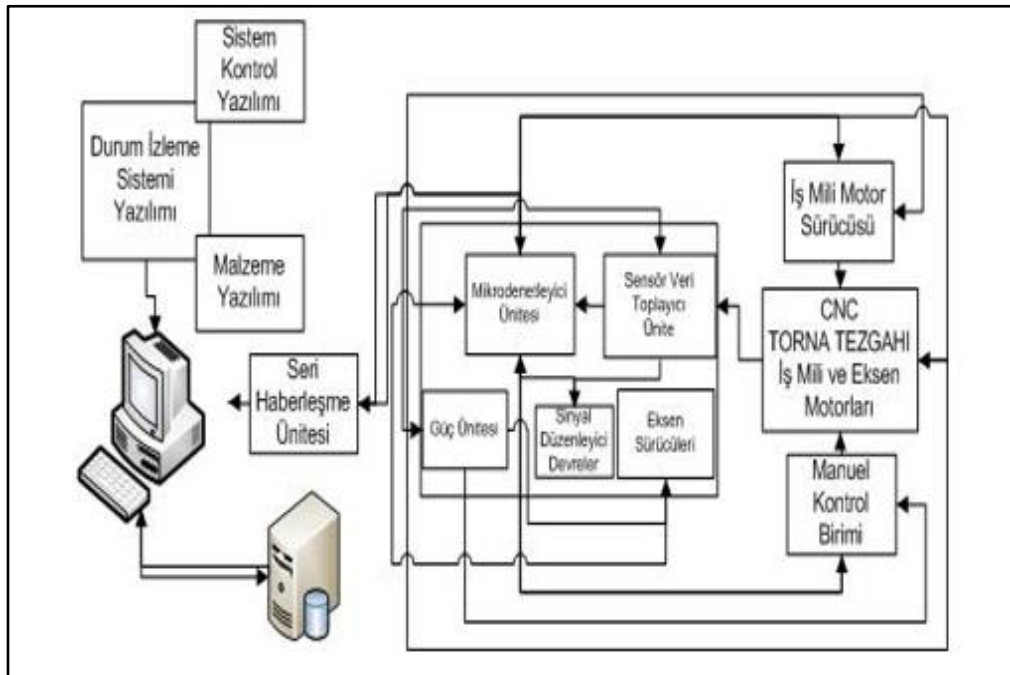 Sistem
Kontrol
Yazılımı
Durum İzleme
Sistemi
Yazılımı
Malzeme
Yazılımı
Seri
Haberleşme
Ünitesi
Mikrodenetleyici
Ünitesi
Sensör Veri
Toplayıcı
Ünite
Güç Ünitesi
Sinyal
Düzenleyici
Devreler
Eksen
Sürücüleri
İş Mili Motor
Sürücüsü
CNC
TORNA TEZGAHI
İş Mili ve Eksen
Motorları
Manuel
Kontrol
Birimi